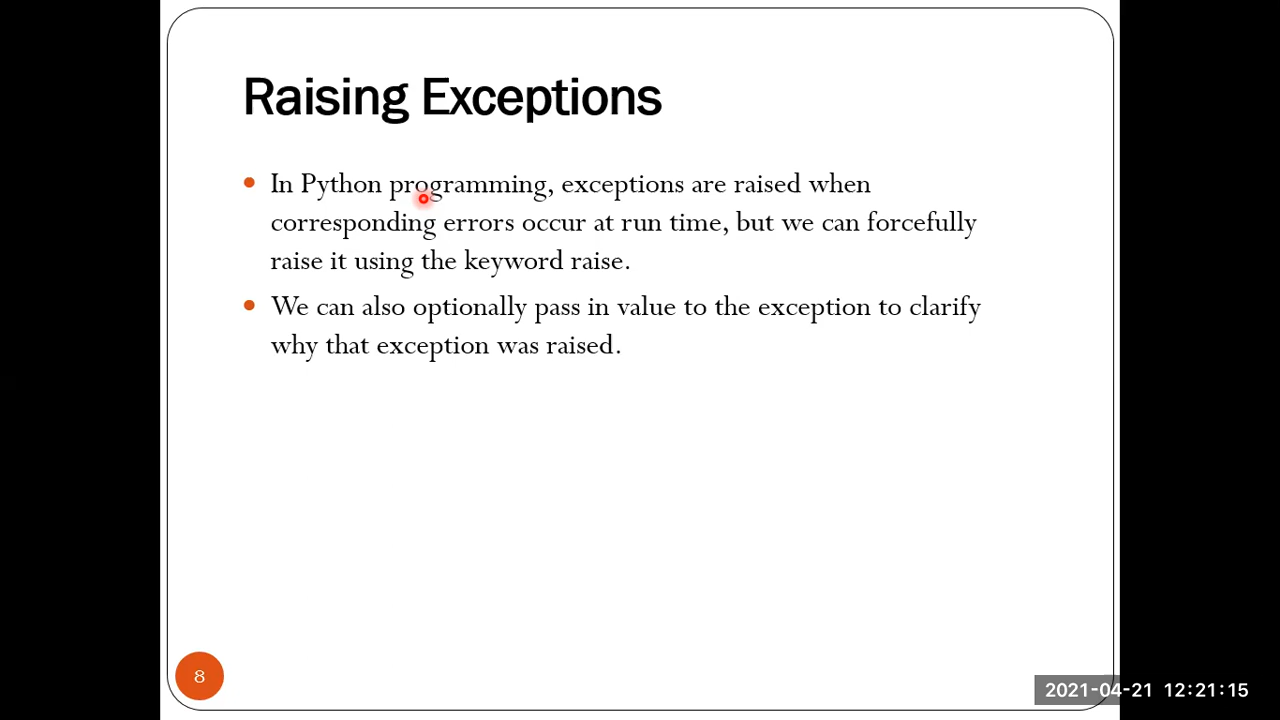 Raising Exceptions
In Python programming, exceptions are raised when
corresponding errors occur at run time, but we can forcefully
raise it using the keyword raise.
We can also optionally pass in value to the exception to clarify
why that exception was raised.
8
2021-04-21 12:21:15